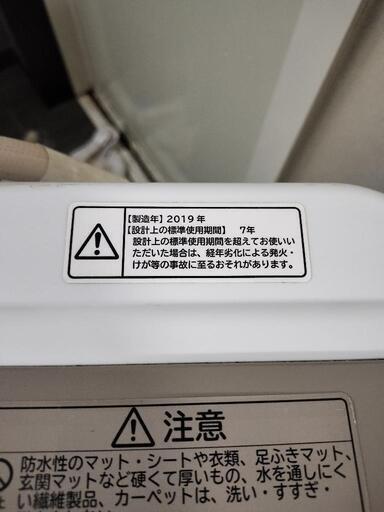 【製造年】2019年
【設計上の標準使用期間】 7年
設計上の標準使用期間を超えてお使いい
ただいた場合は、経年劣化による発火・
けが等の事故に至るおそれがあります。
注意
防水性のマット・シートや衣類、足ふきマット、
玄関マットなど硬くて厚いもの、水を通しにく
い繊維製品、カーペットは、洗い・すすぎ・